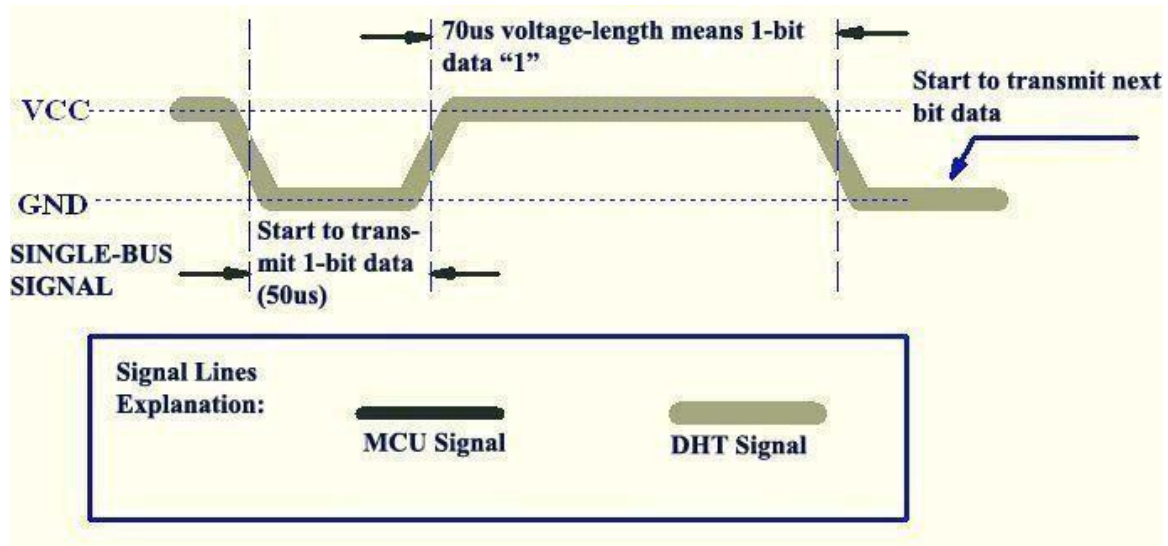 70us voltage-length means 1-bit
data “1”
Start to transmit next
bit data
VCC
GND
SINGLE-BUS
SIGNAL
Start to trans-
mit 1-bit data
(50us)
Signal Lines
Explanation:
MCU Signal
DHT Signal